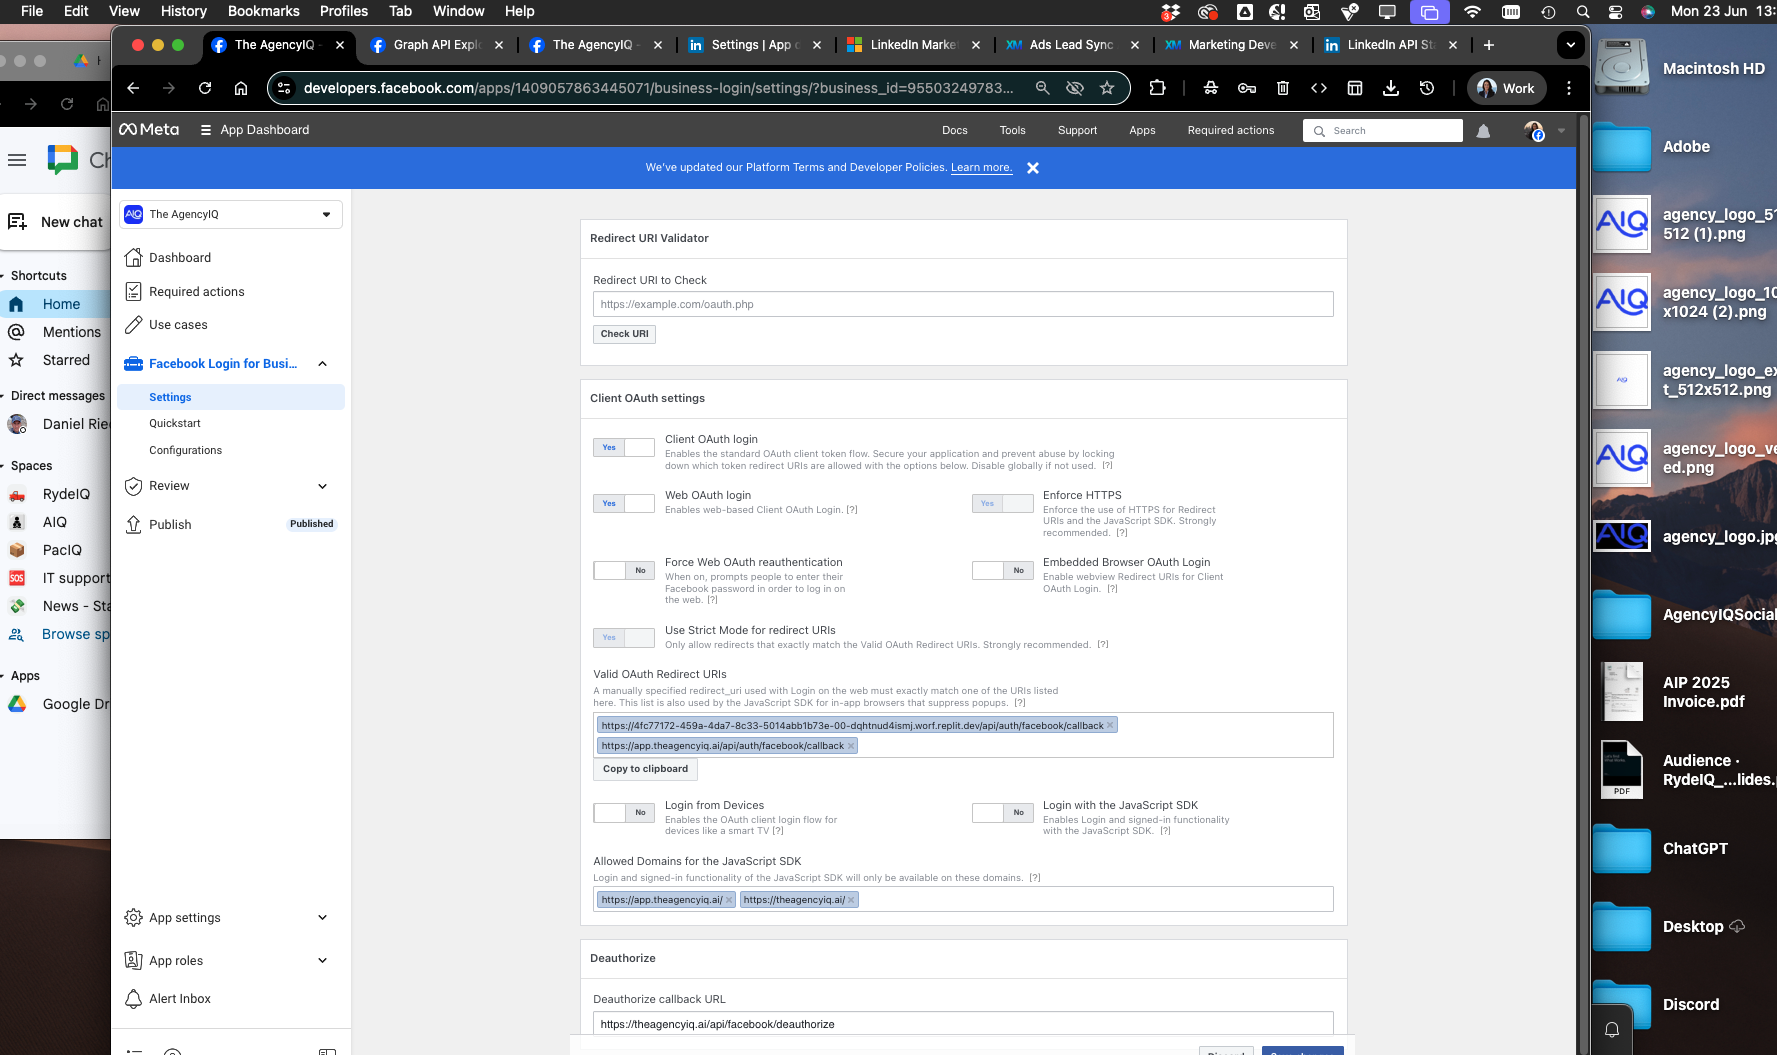 File Edit View History Bookmarks Profiles Tab Window Help
3
Mon 23 Jun 13:
The AgencyIQ -
Graph API Expl
The AgencyIQ -
Settings | App
LinkedIn Marke
Ads Lead Sync
Marketing Deve
LinkedIn API St
developers.facebook.com/apps/1409057863445071/business-login/settings/?business_id=95503249783...
Work
Meta
App Dashboard
Docs Tools Support Apps Required actions
Search
We've updated our Platform Terms and Developer Policies. Learn more.
New chat
Shortcuts
Home
Mentions
Starred
Direct messages
Daniel Rie
Spaces
RydeIQ
AIQ
PacIQ
SOS
IT support
News - Sta
Browse sp
Apps
Google Dr
AIQ The AgencyIQ
Dashboard
Required actions
Use cases
Facebook Login for Busi...
Settings
Quickstart
Configurations
Review
Publish
Published
App settings
App roles
Alert Inbox
Redirect URI Validator
Redirect URI to Check
https://example.com/oauth.php
Check URI
Client OAuth settings
Yes
Client OAuth login
Enables the standard OAuth client token flow. Secure your application and prevent abuse by locking
down which token redirect URIs are allowed with the options below. Disable globally if not used. [?]
Yes
Web OAuth login
Enables web-based Client OAuth Login. [?]
Yes
Enforce HTTPS
Enforce the use of HTTPS for Redirect
URIs and the JavaScript SDK. Strongly
recommended. [?]
No
Force Web OAuth reauthentication
When on, prompts people to enter their
Facebook password in order to log in on
the web. [?]
No
Embedded Browser OAuth Login
Enable webview Redirect URIs for Client
OAuth Login. [?]
Yes
Use Strict Mode for redirect URIs
Only allow redirects that exactly match the Valid OAuth Redirect URIs. Strongly recommended. [?]
Valid OAuth Redirect URIs
A manually specified redirect_uri used with Login on the web must exactly match one of the URIs listed
here. This list is also used by the JavaScript SDK for in-app browsers that suppress popups. [?]
https://4fc77172-459a-4da7-8c33-5014abb1b73e-00-dqhtnud4ismj.worf.replit.dev/api/auth/facebook/callback
https://app.theagencyiq.ai/api/auth/facebook/callback
Copy to clipboard
No
Login from Devices
Enables the OAuth client login flow for
devices like a smart TV [?]
No
Login with the JavaScript SDK
Enables Login and signed-in functionality
with the JavaScript SDK. [?]
Allowed Domains for the JavaScript SDK
Login and signed-in functionality of the JavaScript SDK will only be available on these domains. [?]
https://app.theagencyiq.ai/ https://theagencyiq.ai/
Deauthorize
Deauthorize callback URL
https://theagencyiq.ai/api/facebook/deauthorize
Macintosh HD
Adobe
AIQ
agency_logo_51
512 (1).png
AIQ
agency_logo_10
x1024 (2).png
AIQ
agency_logo_ex
t_512x512.png
AIQ
agency_logo_ve
ed.png
AIQ
agency_logo.jpg
AgencyIQSocial
AIP 2025
Invoice.pdf
PDF
Audience ·
RydeIQ_...lides.
ChatGPT
Desktop
Discord